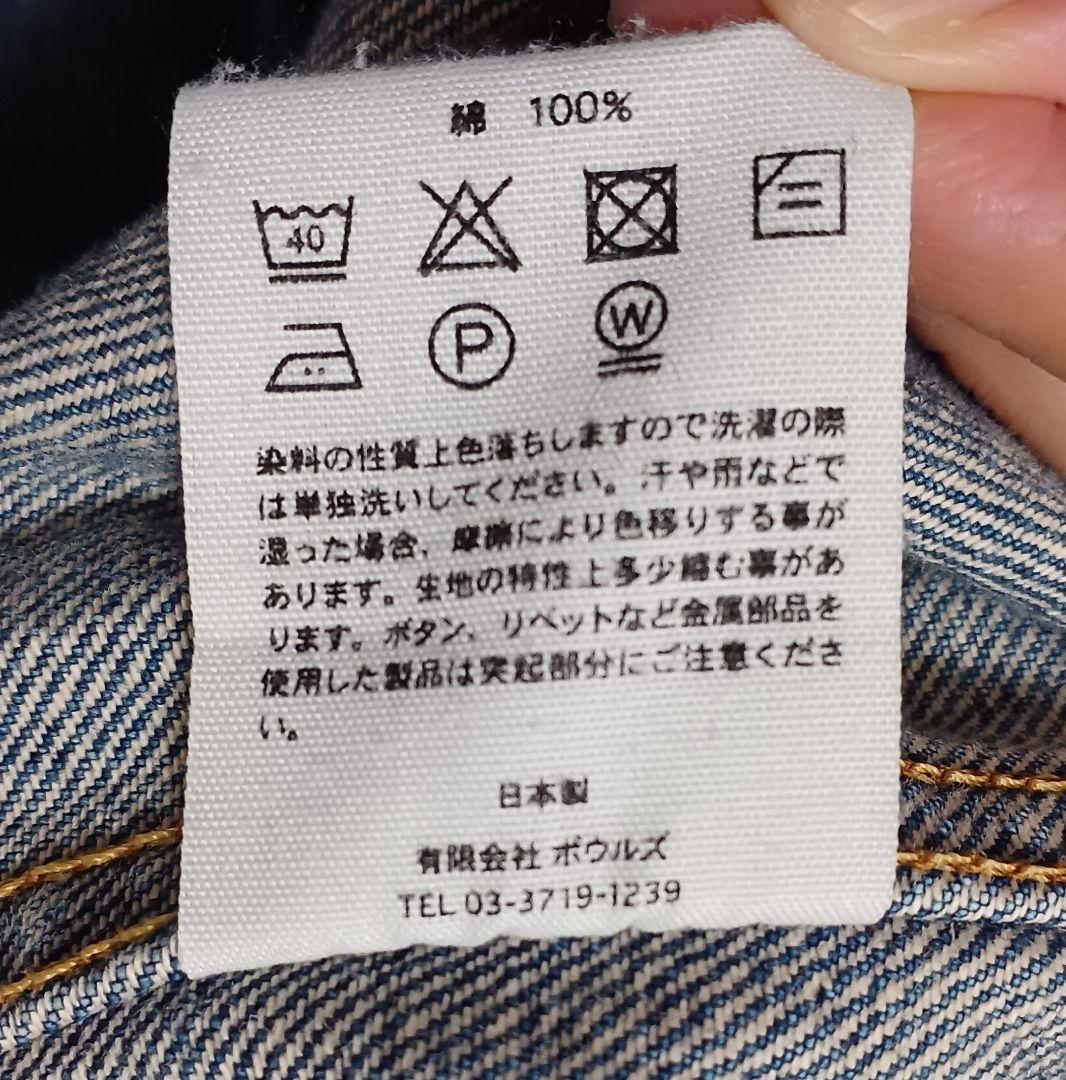 綿 100%
40
P
W
染料の性質上色落ちしますので洗濯の際
は単独洗いしてください。汗や雨などで
湿った場合、摩擦により色移りする事が
あります。生地の特性上多少縮む事があ
ります。ボタン、リベットなど金属部品を
使用した製品は突起部分にご注意くださ
い。
日本製
有限会社 ボウルズ
TEL 03-3719-1239